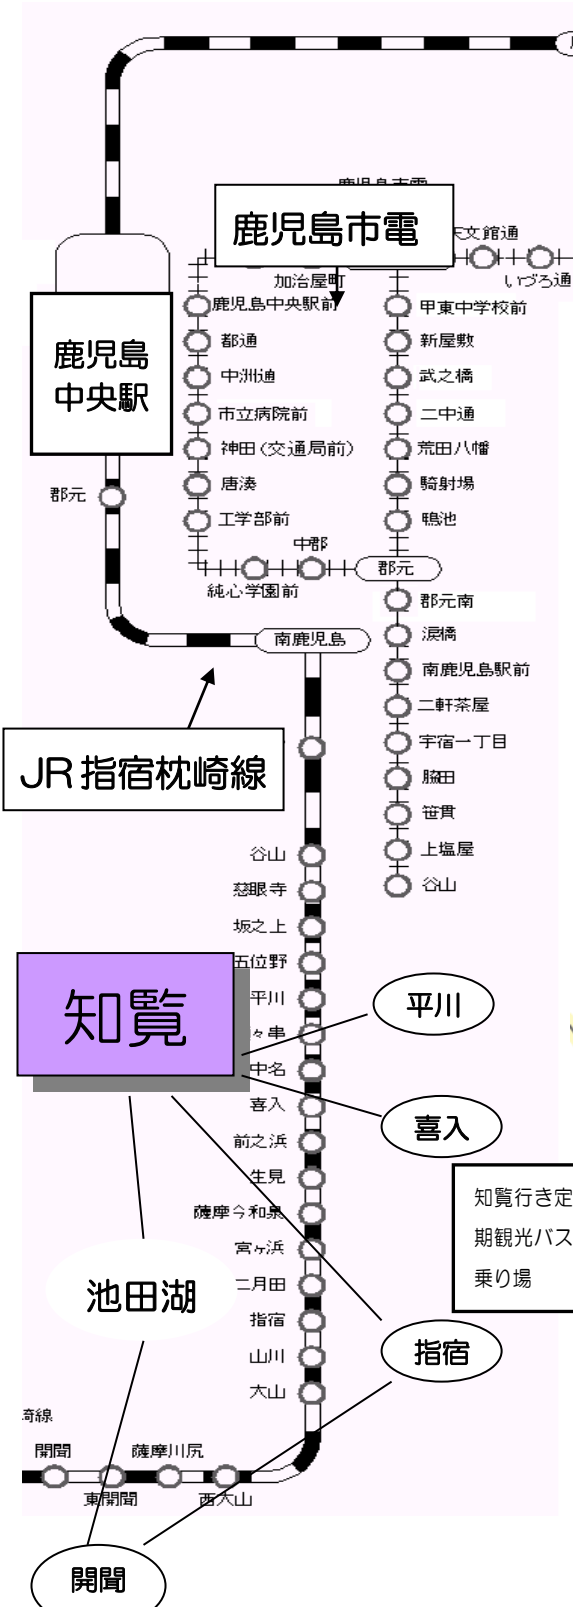 鹿児島市電
天文館通
加治屋町
いづろ通
鹿児島中央駅前
甲東中学校前
鹿児島
中央駅
都通
新屋敷
中洲通
武之橋
市立病院前
二中通
神田(交通局前)
荒田八幡
郡元
唐湊
騎射場
工学部前
鴨池
中郡
郡元
純心学園前
郡元南
南鹿児島
涙橋
南鹿児島駅前
二軒茶屋
JR指宿枕崎線
宇宿一丁目
脇田
笹貫
谷山
上塩屋
慈眼寺
谷山
坂之上
五位野
知覧
平川
平川
々串
中名
喜入
喜入
前之浜
生見
知覧行き定
期観光バス
乗り場
薩摩今和泉
宮ヶ浜
池田湖
二月田
指宿
指宿
山川
大山
崎線
開聞
薩摩川尻
東開聞
西大山
開聞